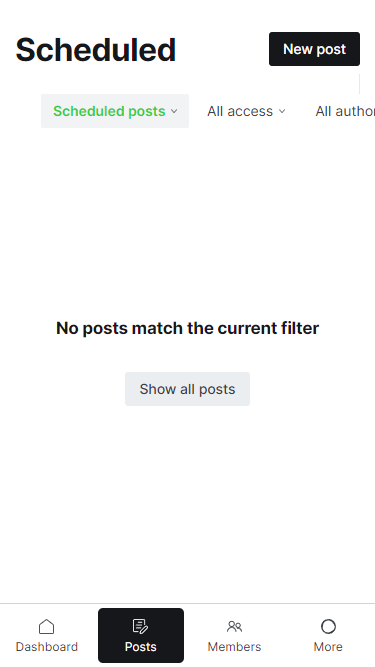 Scheduled
New post
Scheduled posts
All access
All author
No posts match the current filter
Show all posts
Dashboard
Posts
Members
More